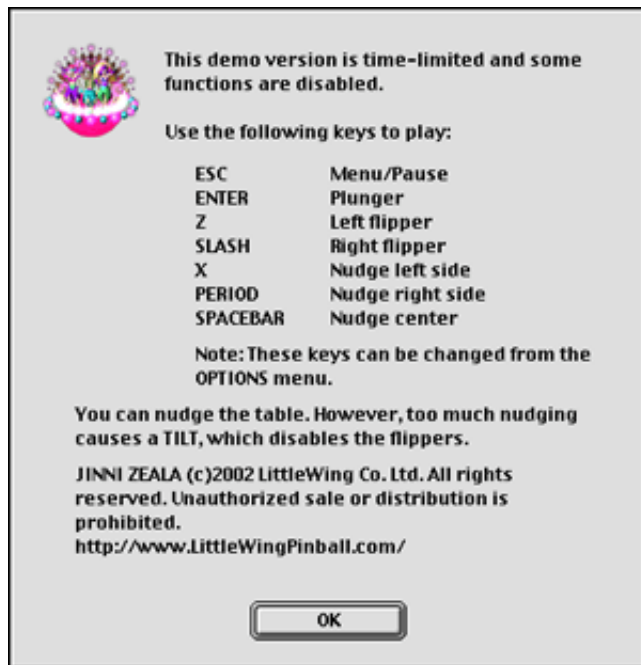 This demo version is time-limited and some
functions are disabled.
Use the following keys to play:
ESC Menu/Pause
ENTER Plunger
Z Left flipper
SLASH Right flipper
X Nudge left side
PERIOD Nudge right side
SPACEBAR Nudge center
Note: These keys can be changed from the
OPTIONS menu.
You can nudge the table. However, too much nudging
causes a TILT, which disables the flippers.
JINNI ZEALA (c)2002 LittleWing Co. Ltd. All rights
reserved. Unauthorized sale or distribution is
prohibited.
http://www.LittleWingPinball.com/
OK